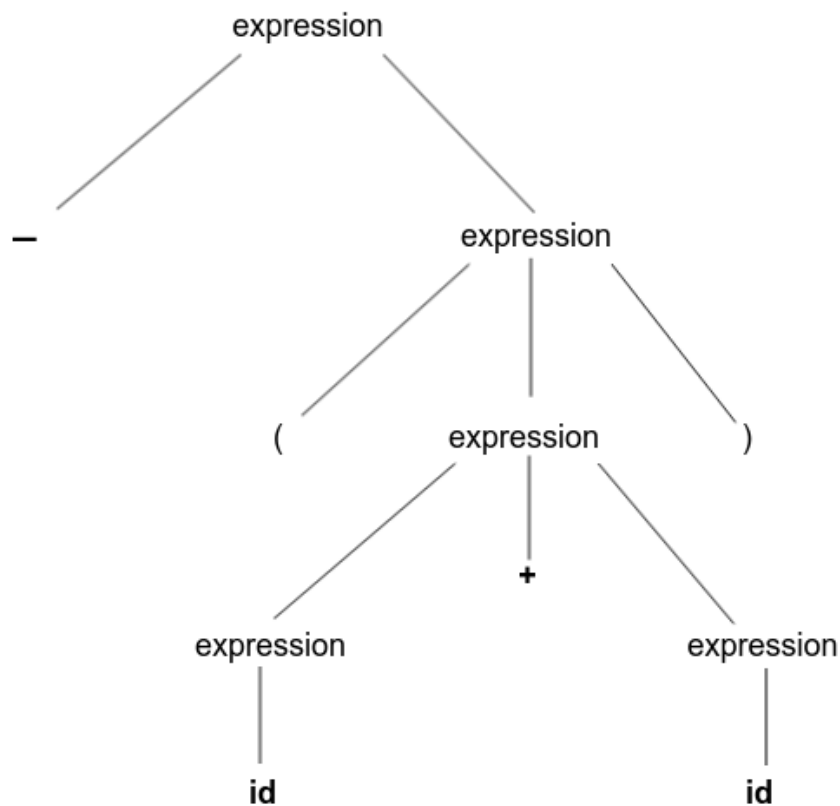 expression
–
expression
( expression )
+
expression expression
id id